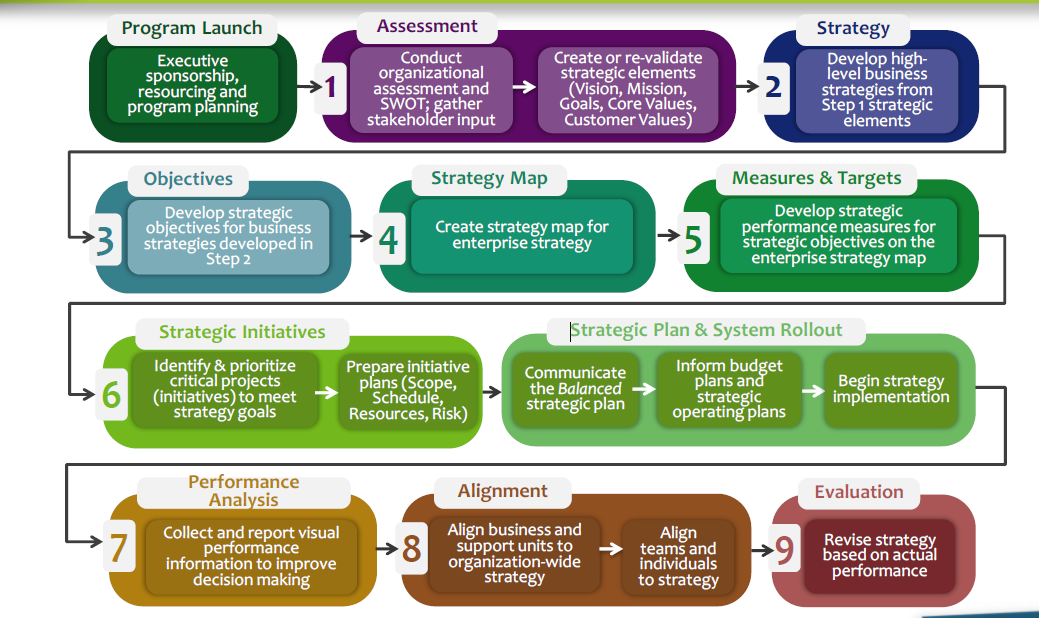 Program Launch
Executive
sponsorship,
resourcing and
program planning
Assessment
1
Conduct
organizational
assessment and
SWOT; gather
stakeholder input
Create or re-validate
strategic elements
(Vision, Mission,
Goals, Core Values,
Customer Values)
Strategy
2
Develop high-
level business
strategies from
Step 1 strategic
elements
Objectives
3
Develop strategic
objectives for business
strategies developed in
Step 2
Strategy Map
4
Create strategy map for
enterprise strategy
Measures & Targets
5
Develop strategic
performance measures for
strategic objectives on the
enterprise strategy map
Strategic Initiatives
6
Identify & prioritize
critical projects
(initiatives) to meet
strategy goals
Prepare initiative
plans (Scope,
Schedule,
Resources, Risk)
Strategic Plan & System Rollout
Communicate
the Balanced
strategic plan
Inform budget
plans and
strategic
operating plans
Begin strategy
implementation
Performance
Analysis
7
Collect and report visual
performance
information to improve
decision making
Alignment
8
Align business and
support units to
organization-wide
strategy
Align
teams and
individuals
to strategy
Evaluation
9
Revise strategy
based on actual
performance